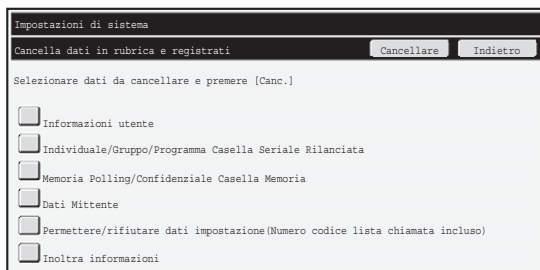 Impostazioni di sistema
Cancella dati in rubrica e registrati Cancellare Indietro
Selezionare dati da cancellare e premere [Canc.]
Informazioni utente
Individuale/Gruppo/Programma Casella Seriale Rilanciata
Memoria Polling/Confidenziale Casella Memoria
Dati Mittente
Permettere/rifiutare dati impostazione(Numero codice lista chiamata incluso)
Inoltra informazioni